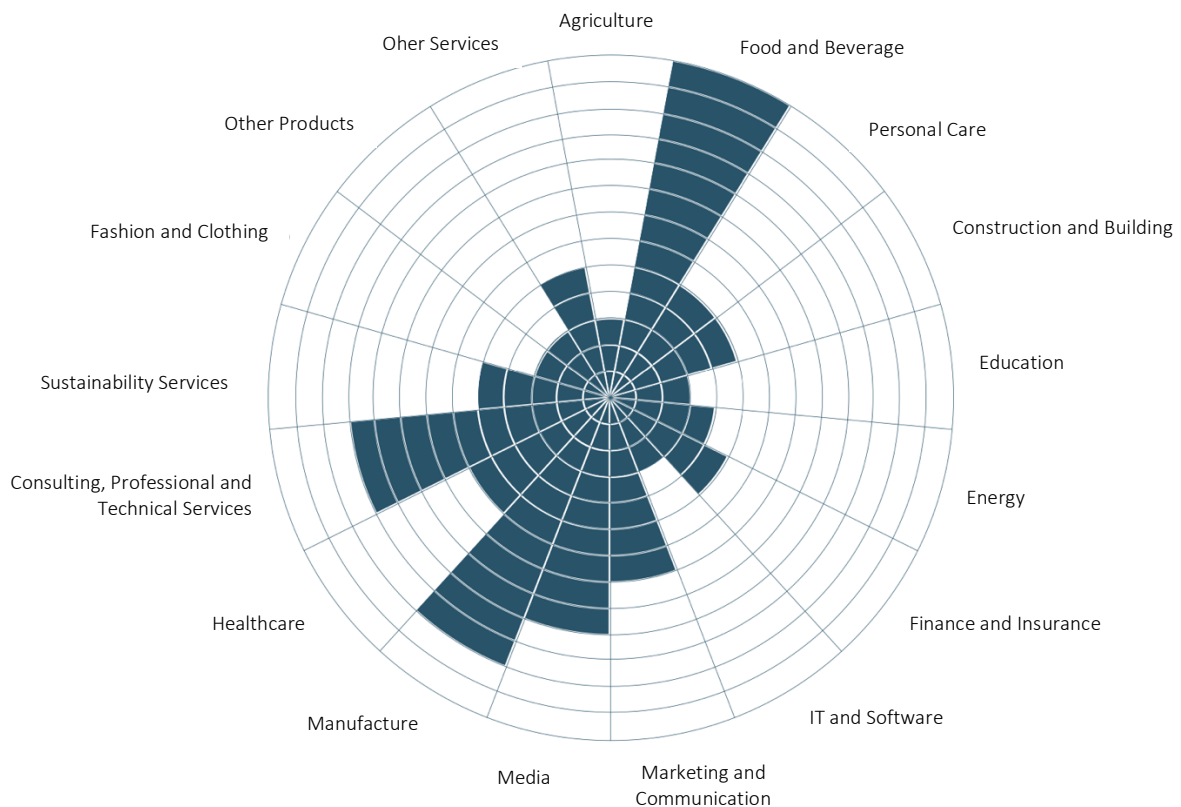 Agriculture
Food and Beverage
Personal Care
Construction and Building
Education
Energy
Finance and Insurance
IT and Software
Marketing and
Communication
Media
Manufacture
Healthcare
Consulting, Professional and
Technical Services
Sustainability Services
Fashion and Clothing
Other Products
Oher Services